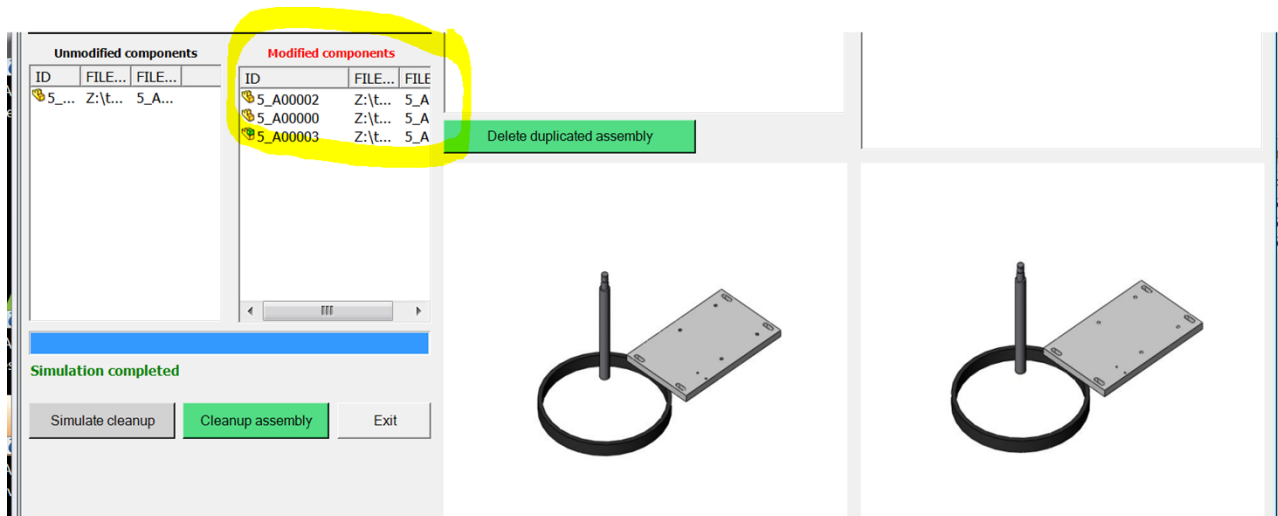 Unmodified components
ID FILE... FILE...
5_... Z:\t... 5_A...
Modified components
ID FILE... FILE
5_A00002 Z:\t... 5_A
5_A00000 Z:\t... 5_A
5_A00003 Z:\t... 5_A
Delete duplicated assembly
Simulation completed
Simulate cleanup Cleanup assembly Exit